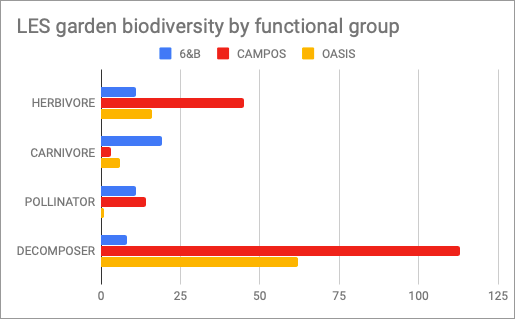 LES garden biodiversity by functional group
6&B CAMPOS OASIS
HERBIVORE
CARNIVORE
POLLINATOR
DECOMPOSER
0 25 50 75 100 125